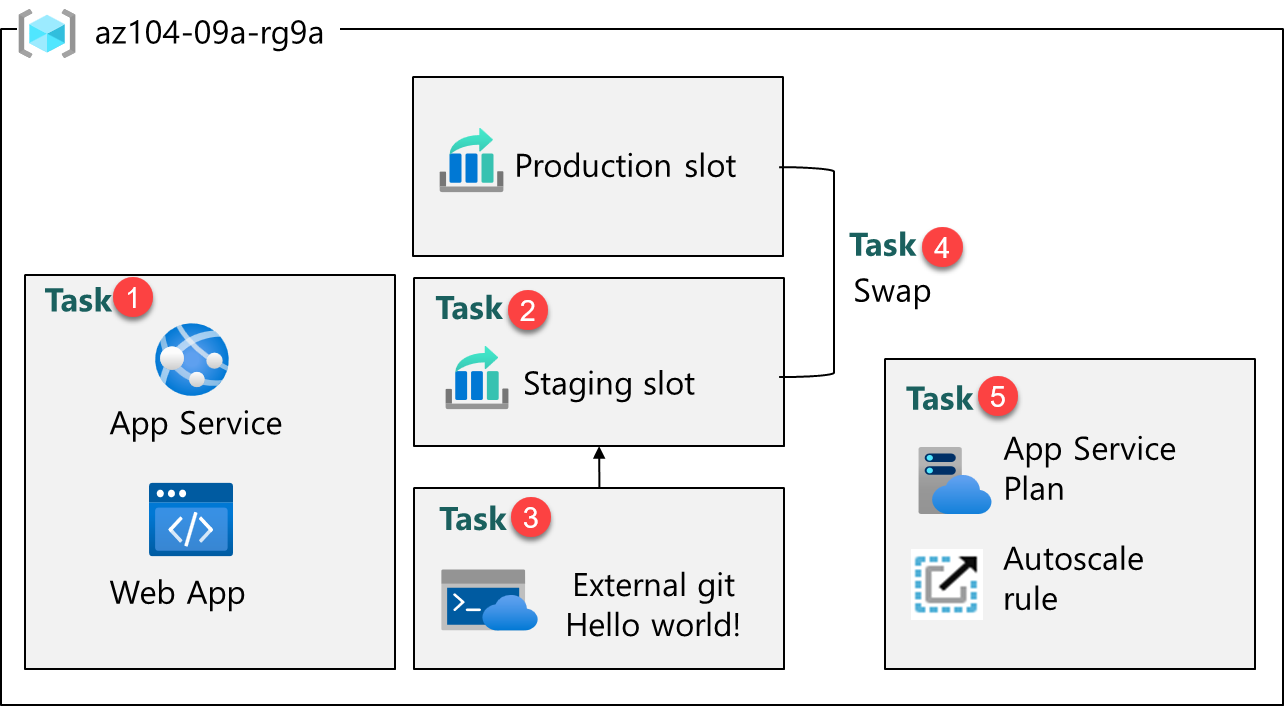 az104-09a-rg9a
Production slot
Task 4
Swap
Task 1
App Service
Web App
Task 2
Staging slot
Task 3
External git
Hello world!
Task 5
App Service
Plan
Autoscale
rule